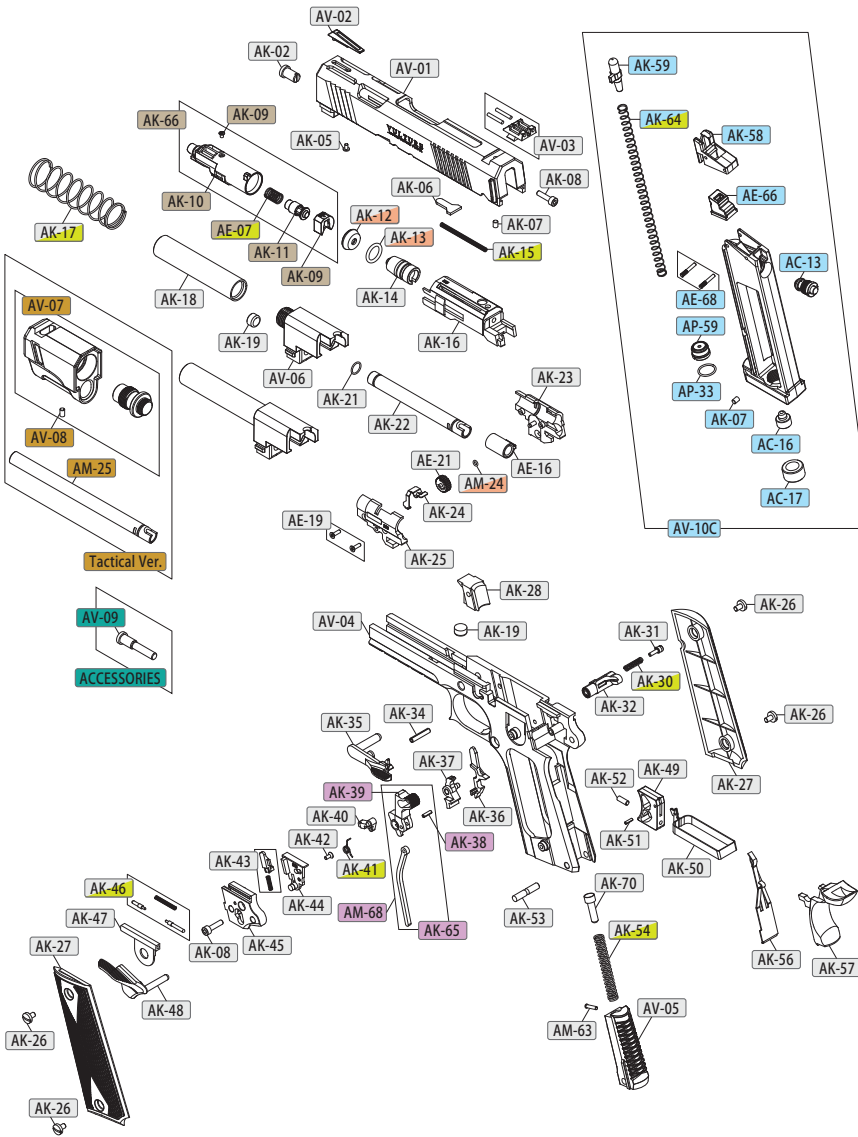 AV-02
AK-02
AV-01
AK-59
AK-09
AK-64
AK-66
AK-58
AK-05
AV-03
AK-06
AK-08
AE-66
AK-10
AK-12
AK-07
AK-17
AE-07
AK-13
AK-15
AK-11
AC-13
AK-09
AE-68
AK-18
AK-14
AV-07
AK-16
AP-59
AK-19
AV-06
AK-23
AP-33
AK-21
AK-07
AK-22
AV-08
AC-16
AE-21
AE-16
AM-25
AM-24
AC-17
AK-24
AE-19
AV-10C
Tactical Ver.
AK-25
AK-28
AK-26
AV-09
AV-04
AK-19
AK-31
AK-30
ACCESSORIES
AK-32
AK-34
AK-35
AK-26
AK-37
AK-49
AK-27
AK-39
AK-52
AK-36
AK-40
AK-42
AK-38
AK-51
AK-43
AK-41
AK-50
AK-46
AK-44
AK-70
AM-68
AK-53
AK-47
AK-65
AK-27
AK-08
AK-45
AK-54
AK-56
AK-57
AK-48
AM-63
AV-05
AK-26
AK-26